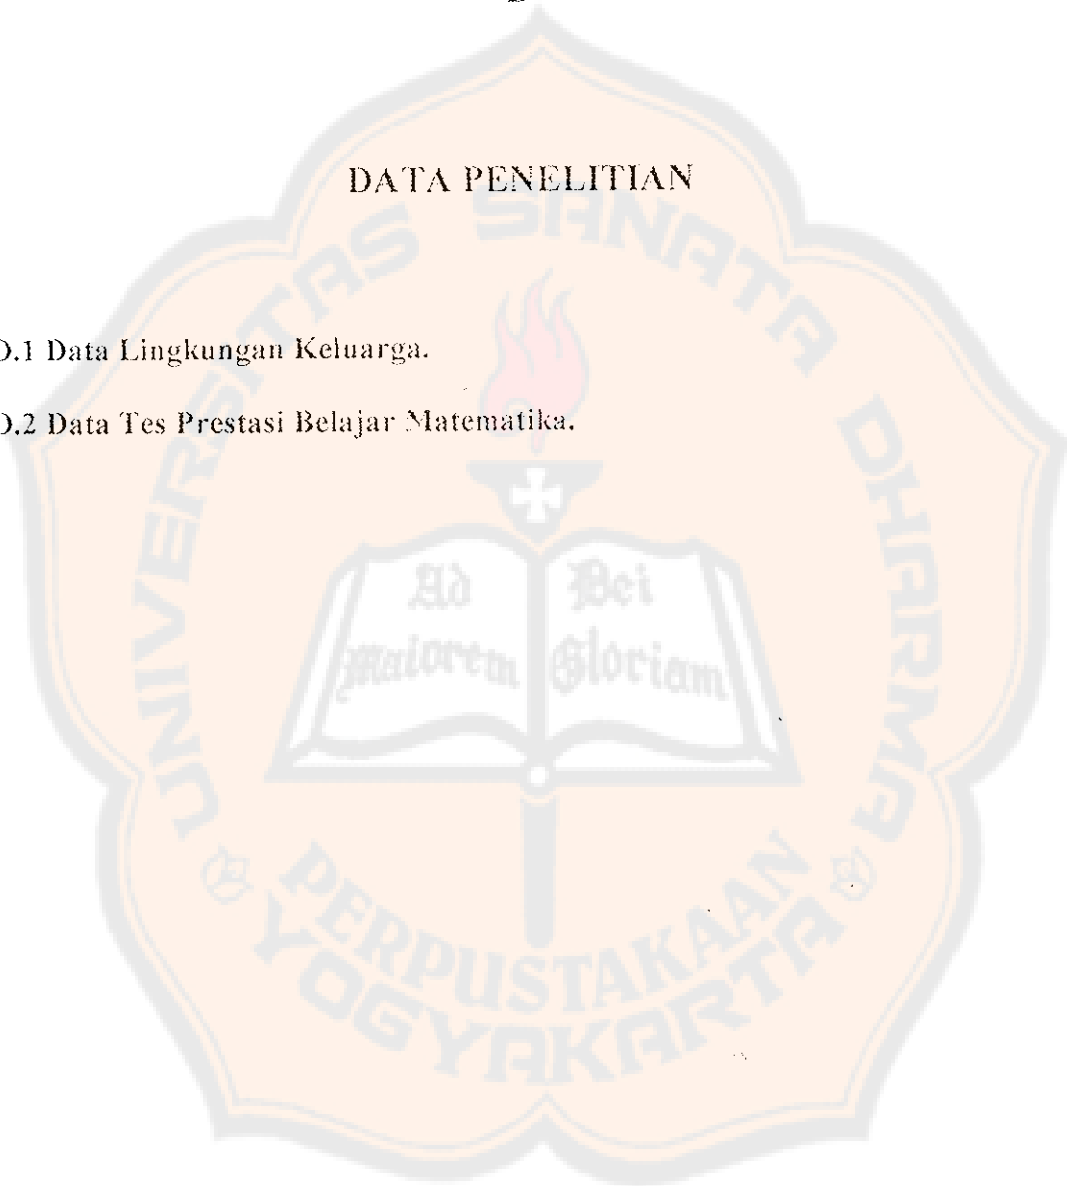 DATA PENELITIAN
D.1 Data Lingkungan Keluarga.
D.2 Data Tes Prestasi Belajar Matematika.
UNIVERSITAS SANATA DHARMA
Ad Dei
maiorem Gloriam
PERPUSTAKAAN
YOGYAKARTA